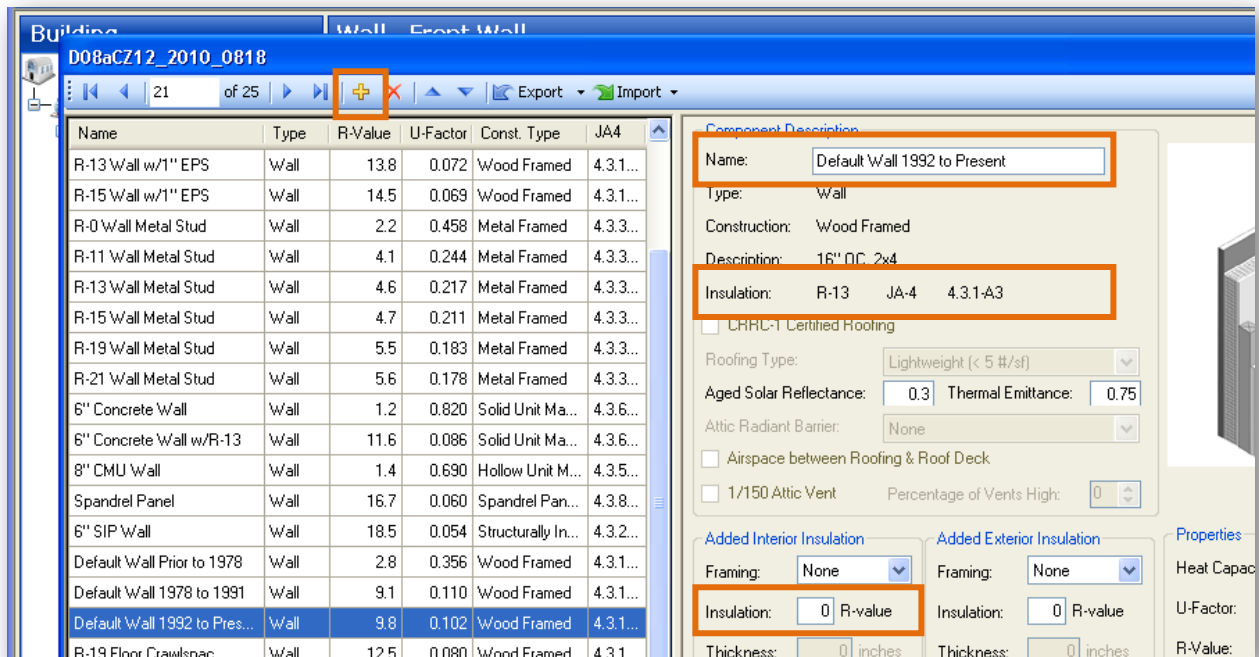 Building
Wall - Front Wall
D08aCZ12_2010_0818
21 of 25 Export Import
Name Type R-Value U-Factor Const. Type JA4
R-13 Wall w/1" EPS Wall 13.8 0.072 Wood Framed 4.3.1...
R-15 Wall w/1" EPS Wall 14.5 0.069 Wood Framed 4.3.1...
R-0 Wall Metal Stud Wall 2.2 0.458 Metal Framed 4.3.3...
R-11 Wall Metal Stud Wall 4.1 0.244 Metal Framed 4.3.3...
R-13 Wall Metal Stud Wall 4.6 0.217 Metal Framed 4.3.3...
R-15 Wall Metal Stud Wall 4.7 0.211 Metal Framed 4.3.3...
R-19 Wall Metal Stud Wall 5.5 0.183 Metal Framed 4.3.3...
R-21 Wall Metal Stud Wall 5.6 0.178 Metal Framed 4.3.3...
6" Concrete Wall Wall 1.2 0.820 Solid Unit Ma... 4.3.6...
6" Concrete Wall w/R-13 Wall 11.6 0.086 Solid Unit Ma... 4.3.6...
8" CMU Wall Wall 1.4 0.690 Hollow Unit M... 4.3.5...
Spandrel Panel Wall 16.7 0.060 Spandrel Pan... 4.3.8...
6" SIP Wall Wall 18.5 0.054 Structurally In... 4.3.2...
Default Wall Prior to 1978 Wall 2.8 0.356 Wood Framed 4.3.1...
Default Wall 1978 to 1991 Wall 9.1 0.110 Wood Framed 4.3.1...
Default Wall 1992 to Pres... Wall 9.8 0.102 Wood Framed 4.3.1...
R-19 Floor Crawlspac... Wall 12.5 0.080 Wood Framed 4.3.1...
Component Description
Name: Default Wall 1992 to Present
Type: Wall
Construction: Wood Framed
Description: 16" OC, 2x4
Insulation: R-13 JA-4 4.3.1-A3
CRRC-1 Certified Roofing
Roofing Type: Lightweight (< 5 #/sf)
Aged Solar Reflectance: 0.3 Thermal Emittance: 0.75
Attic Radiant Barrier: None
Airspace between Roofing & Roof Deck
1/150 Attic Vent Percentage of Vents High: 0
Added Interior Insulation
Framing: None
Insulation: 0 R-value
Thickness: 0 inches
Added Exterior Insulation
Framing: None
Insulation: 0 R-value
Thickness: 0 inches
Properties
Heat Capac
U-Factor:
R-Value: